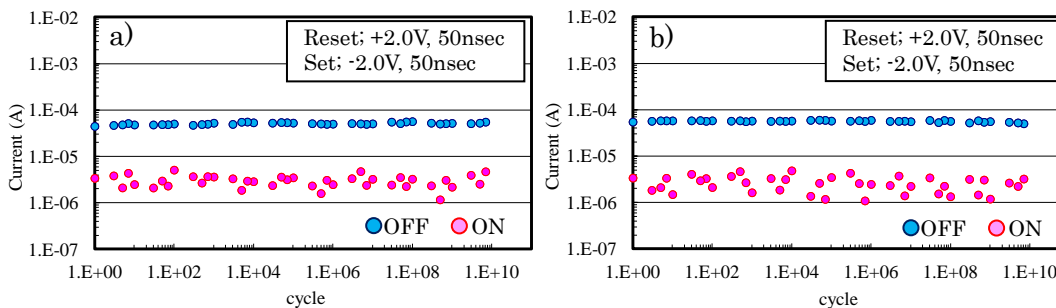 a)
Reset; +2.0V, 50nsec
Set; -2.0V, 50nsec
Current (A)
1.E-02
1.E-03
1.E-04
1.E-05
1.E-06
1.E-07
OFF ON
1.E+00 1.E+02 1.E+04 1.E+06 1.E+08 1.E+10
cycle
b)
Reset; +2.0V, 50nsec
Set; -2.0V, 50nsec
Current (A)
1.E-02
1.E-03
1.E-04
1.E-05
1.E-06
1.E-07
OFF ON
1.E+00 1.E+02 1.E+04 1.E+06 1.E+08 1.E+10
cycle